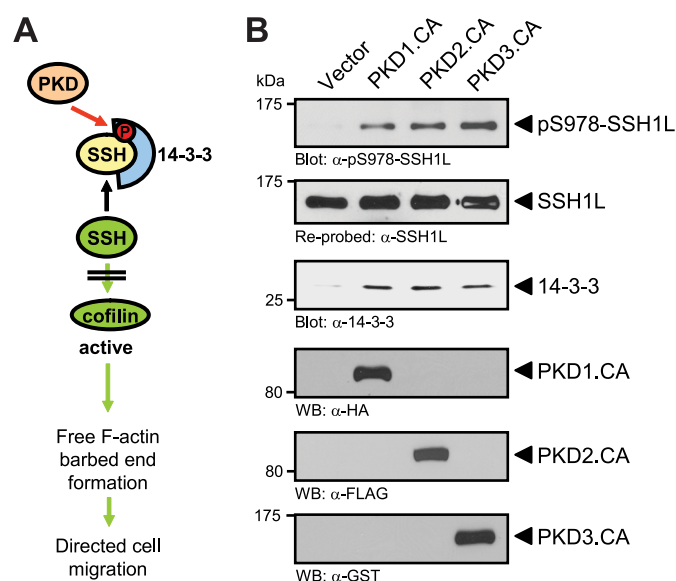 A
PKD
P
SSH
14-3-3
SSH
cofilin
active
Free F-actin
barbed end
formation
Directed cell
migration
B
kDa
Vector
PKD1.CA
PKD2.CA
PKD3.CA
175
pS978-SSH1L
Blot: α-pS978-SSH1L
175
SSH1L
Re-probed: α-SSH1L
14-3-3
25
Blot: α-14-3-3
PKD1.CA
80
WB: α-HA
PKD2.CA
80
WB: α-FLAG
175
PKD3.CA
WB: α-GST